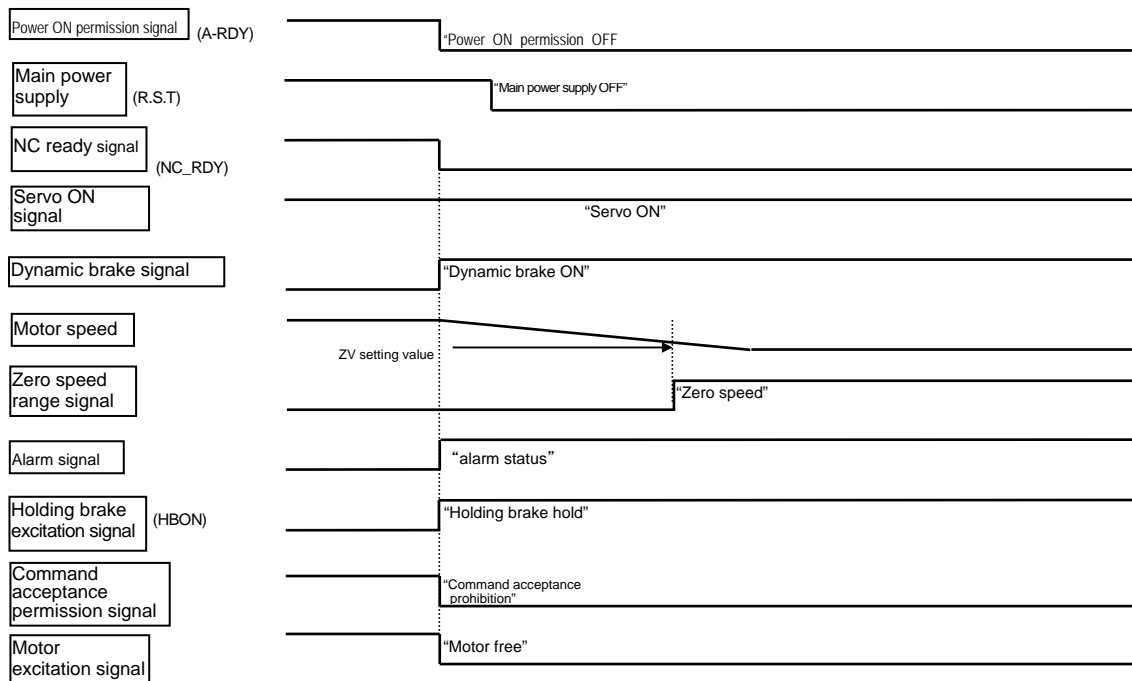 Power ON permission signal
(A-RDY)
“Power ON permission OFF
Main power
supply
(R.S.T)
“Main power supply OFF”
NC ready signal
(NC_RDY)
Servo ON
signal
“Servo ON”
Dynamic brake signal
“Dynamic brake ON”
Motor speed
ZV setting value
Zero speed
range signal
“Zero speed”
Alarm signal
“alarm status”
Holding brake
excitation signal
(HBON)
“Holding brake hold”
Command
acceptance
permission signal
“Command acceptance
prohibition”
Motor
excitation signal
“Motor free”